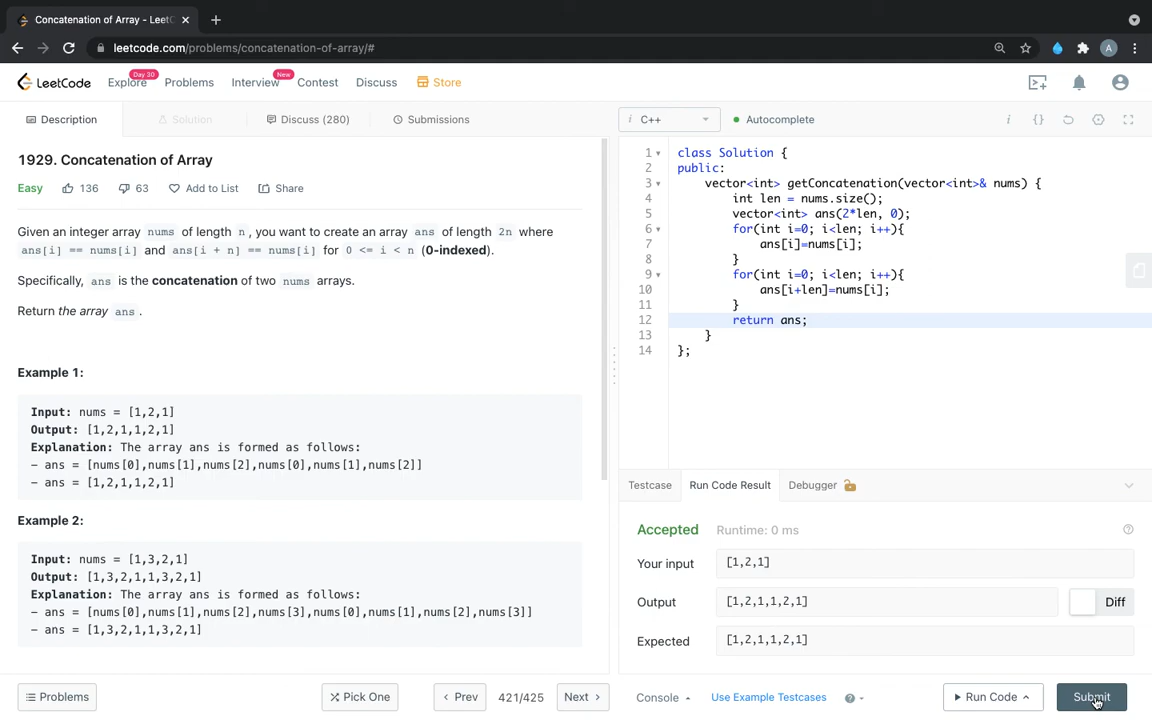 Concatenation of Array - LeetC
leetcode.com/problems/concatenation-of-array/#
A
LeetCode
Explore
Day 30
Problems
Interview
New
Contest
Discuss
Store
Description
Solution
Discuss (280)
Submissions
i C++
Autocomplete
i {}
1929. Concatenation of Array
Easy 136 63 Add to List Share
Given an integer array nums of length n, you want to create an array ans of length 2n where
ans[i] == nums[i] and ans[i + n] == nums[i] for 0 <= i < n (0-indexed).
Specifically, ans is the concatenation of two nums arrays.
Return the array ans.
Example 1:
Input: nums = [1,2,1]
Output: [1,2,1,1,2,1]
Explanation: The array ans is formed as follows:
- ans = [nums[0],nums[1],nums[2],nums[0],nums[1],nums[2]]
- ans = [1,2,1,1,2,1]
Example 2:
Input: nums = [1,3,2,1]
Output: [1,3,2,1,1,3,2,1]
Explanation: The array ans is formed as follows:
- ans = [nums[0],nums[1],nums[2],nums[3],nums[0],nums[1],nums[2],nums[3]]
- ans = [1,3,2,1,1,3,2,1]
Problems
Pick One
< Prev
421/425
Next >
1 class Solution {
2 public:
3 vector<int> getConcatenation(vector<int>& nums) {
4 int len = nums.size();
5 vector<int> ans(2*len, 0);
6 for(int i=0; i<len; i++){
7 ans[i]=nums[i];
8 }
9 for(int i=0; i<len; i++){
10 ans[i+len]=nums[i];
11 }
12 return ans;
13 }
14 };
Testcase
Run Code Result
Debugger
Accepted Runtime: 0 ms
Your input [1,2,1]
Output [1,2,1,1,2,1] Diff
Expected [1,2,1,1,2,1]
Console
Use Example Testcases
Run Code
Submit